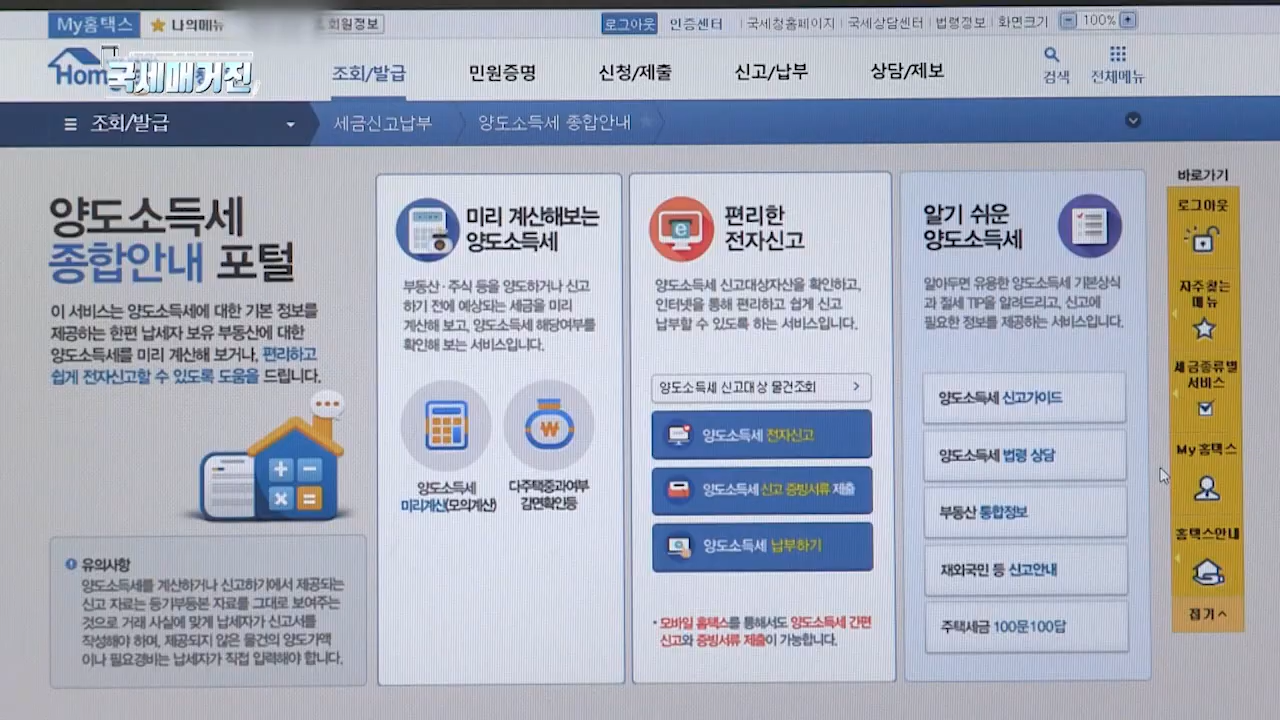 My홈택스
나의메뉴
회원정보
로그아웃
인증센터
국세청홈페이지
국세상담센터
법령정보
화면크기
100%
Hom
국세매거진
조회/발급
민원증명
신청/제출
신고/납부
상담/제보
검색
전체메뉴
조회/발급
세금신고납부
양도소득세 종합안내
양도소득세
종합안내 포털
이 서비스는 양도소득세에 대한 기본 정보를
제공하는 한편 납세자 보유 부동산에 대한
양도소득세를 미리 계산해 보거나, 편리하고
쉽게 전자신고할 수 있도록 도움을 드립니다.
유의사항
양도소득세를 계산하거나 신고하기에서 제공되는
신고 자료는 등기부등본 자료를 그대로 보여주는
것으로 거래 사실에 맞게 납세자가 신고서를
작성해야 하며, 제공되지 않은 물건의 양도가액
이나 필요경비는 납세자가 직접 입력해야 합니다.
미리 계산해보는
양도소득세
부동산 · 주식 등을 양도하거나 신고
하기 전에 예상되는 세금을 미리
계산해 보고, 양도소득세 해당여부를
확인해 보는 서비스입니다.
양도소득세
미리계산(모의계산)
다주택중과여부
감면확인등
편리한
전자신고
양도소득세 신고대상자산을 확인하고,
인터넷을 통해 편리하고 쉽게 신고
납부할 수 있도록 하는 서비스입니다.
양도소득세 신고대상 물건조회
양도소득세 전자신고
양도소득세 신고 증빙서류 제출
양도소득세 납부하기
· 모바일 홈택스를 통해서도 양도소득세 간편
신고와 증빙서류 제출이 가능합니다.
알기 쉬운
양도소득세
알아두면 유용한 양도소득세 기본상식
과 절세 TIP을 알려드리고, 신고에
필요한 정보를 제공하는 서비스입니다.
양도소득세 신고가이드
양도소득세 법령 상담
부동산 통합정보
재외국민 등 신고안내
주택세금 100문100답
바로가기
로그아웃
자주찾는
메뉴
세금종류별
서비스
My홈택스
홈택스안내
접기